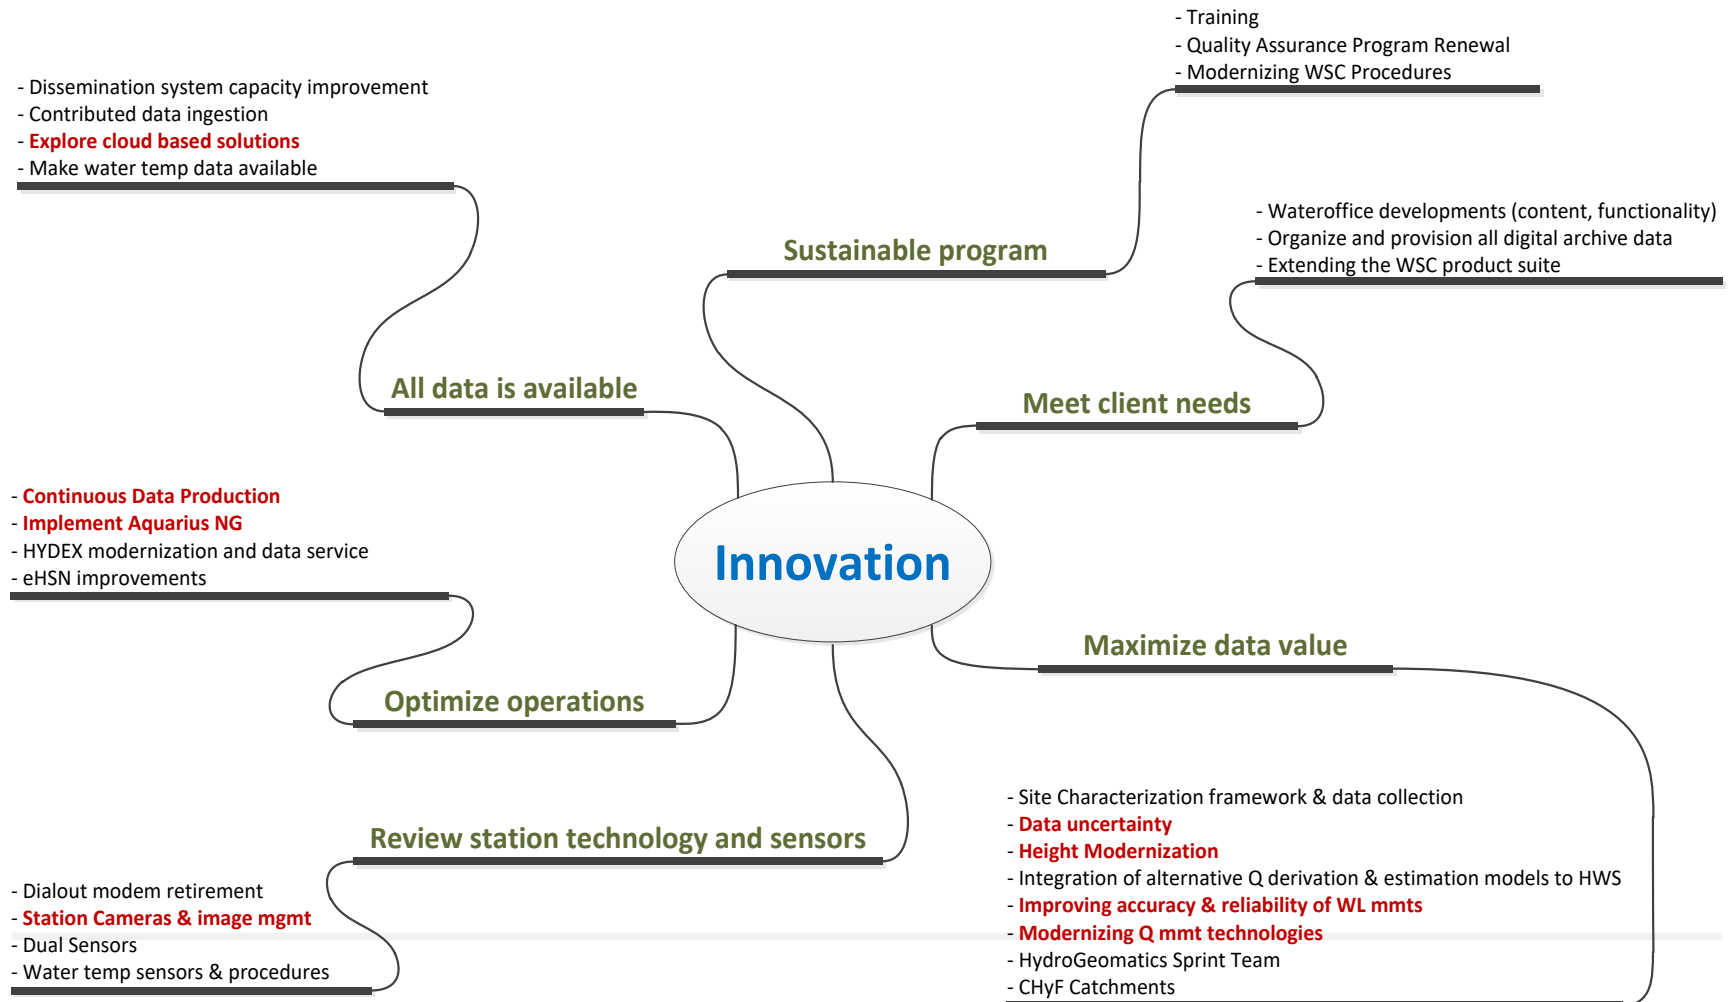 - Training
- Quality Assurance Program Renewal
- Modernizing WSC Procedures
- Dissemination system capacity improvement
- Contributed data ingestion
- Explore cloud based solutions
- Make water temp data available
- Wateroffice developments (content, functionality)
- Organize and provision all digital archive data
- Extending the WSC product suite
Sustainable program
All data is available
Meet client needs
- Continuous Data Production
- Implement Aquarius NG
- HYDEX modernization and data service
- eHSN improvements
Innovation
Maximize data value
Optimize operations
Review station technology and sensors
- Dialout modem retirement
- Station Cameras & image mgmt
- Dual Sensors
- Water temp sensors & procedures
- Site Characterization framework & data collection
- Data uncertainty
- Height Modernization
- Integration of alternative Q derivation & estimation models to HWS
- Improving accuracy & reliability of WL mmts
- Modernizing Q mmt technologies
- HydroGeomatics Sprint Team
- CHyF Catchments